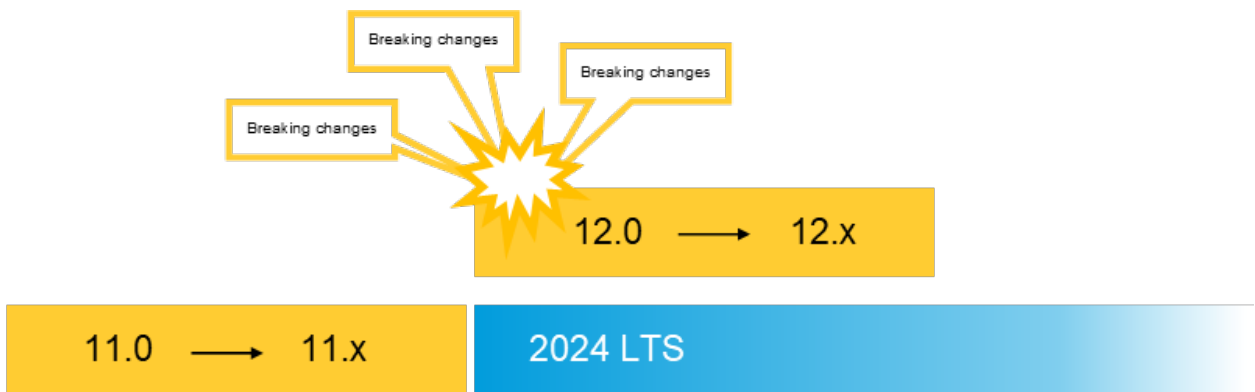 Breaking changes
Breaking changes
Breaking changes
12.0 → 12.x
11.0 → 11.x
2024 LTS